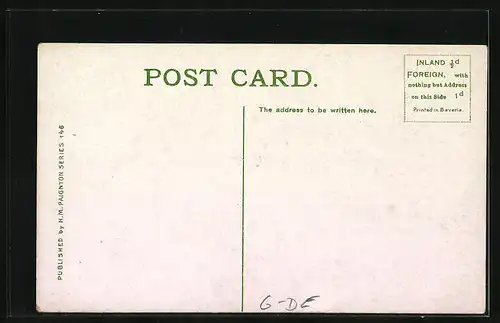 POST CARD.
INLAND ½d
FOREIGN, with
nothing but Address
on this Side 1d
Printed in Bavaria.
The address to be written here.
PUBLISHED by H.M. PAIGNTON SERIES 146
G-DE